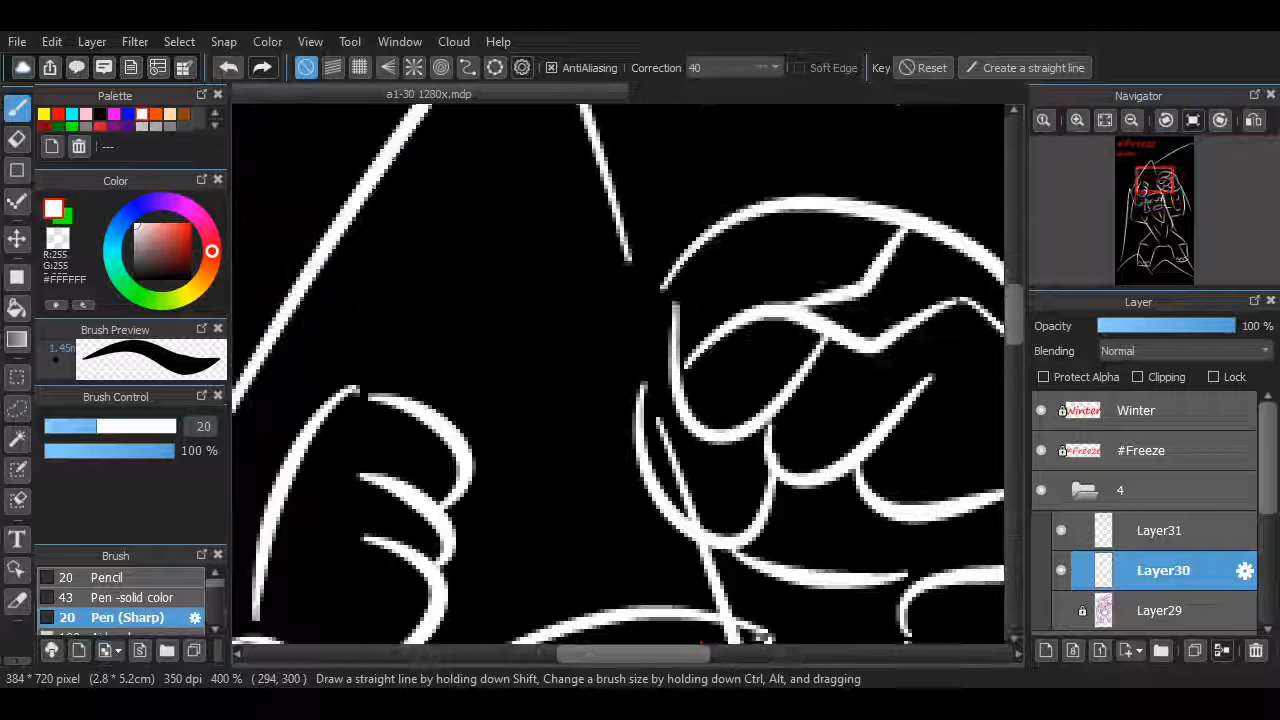 File Edit Layer Filter Select Snap Color View Tool Window Cloud Help
AntiAliasing Correction 40 Soft Edge Key Reset Create a straight line
Palette
a1-30 1280x.mdp
Navigator
---
Color
#Freeze
R:255
G:255
#FFFFFF
Layer
Brush Preview
Opacity 100 %
Blending Normal
Protect Alpha Clipping Lock
Brush Control
20
100 %
Winter Winter
#Freeze #Freeze
4
Layer31
Layer30
Layer29
Brush
20 Pencil
43 Pen -solid color
20 Pen (Sharp)
384 * 720 pixel (2.8 * 5.2cm) 350 dpi 400 % ( 294, 300 ) Draw a straight line by holding down Shift, Change a brush size by holding down Ctrl, Alt, and dragging